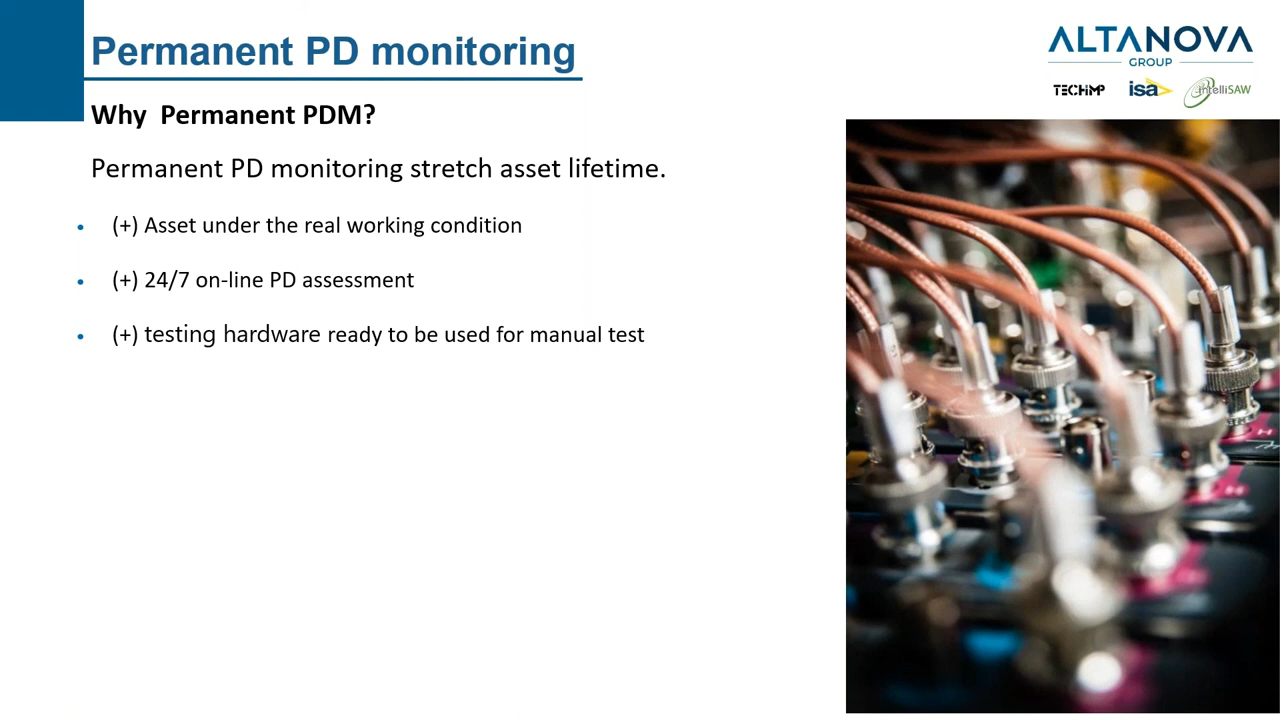 Permanent PD monitoring
ALTANOVA
GROUP
TECHIMP
isa
intelliSAW
Why Permanent PDM?
Permanent PD monitoring stretch asset lifetime.
• (+) Asset under the real working condition
• (+) 24/7 on-line PD assessment
• (+) testing hardware ready to be used for manual test